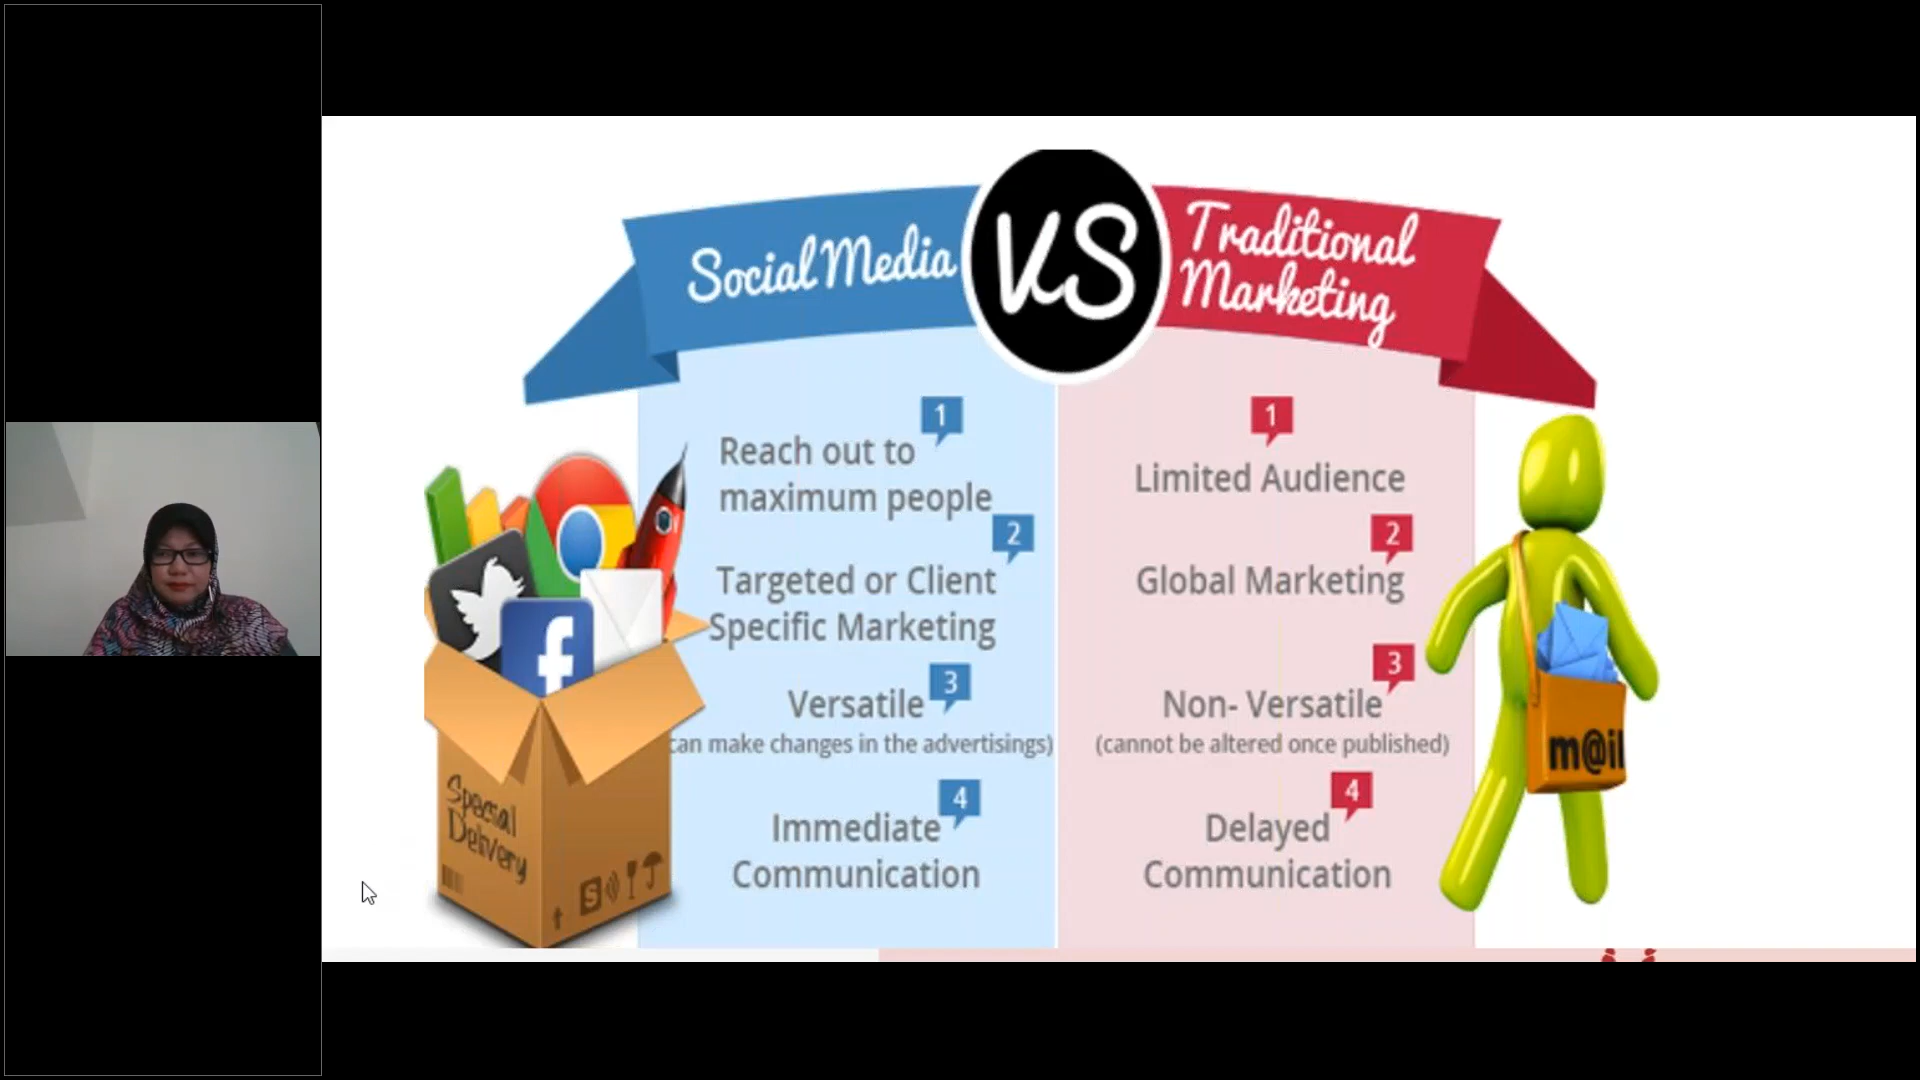 Social Media
VS
Traditional
Marketing
1
Reach out to
maximum people
2
Targeted or Client
Specific Marketing
3
Versatile
can make changes in the advertisings)
4
Immediate
Communication
1
Limited Audience
2
Global Marketing
3
Non- Versatile
(cannot be altered once published)
4
Delayed
Communication
f
Special
Delivery
S
m@il